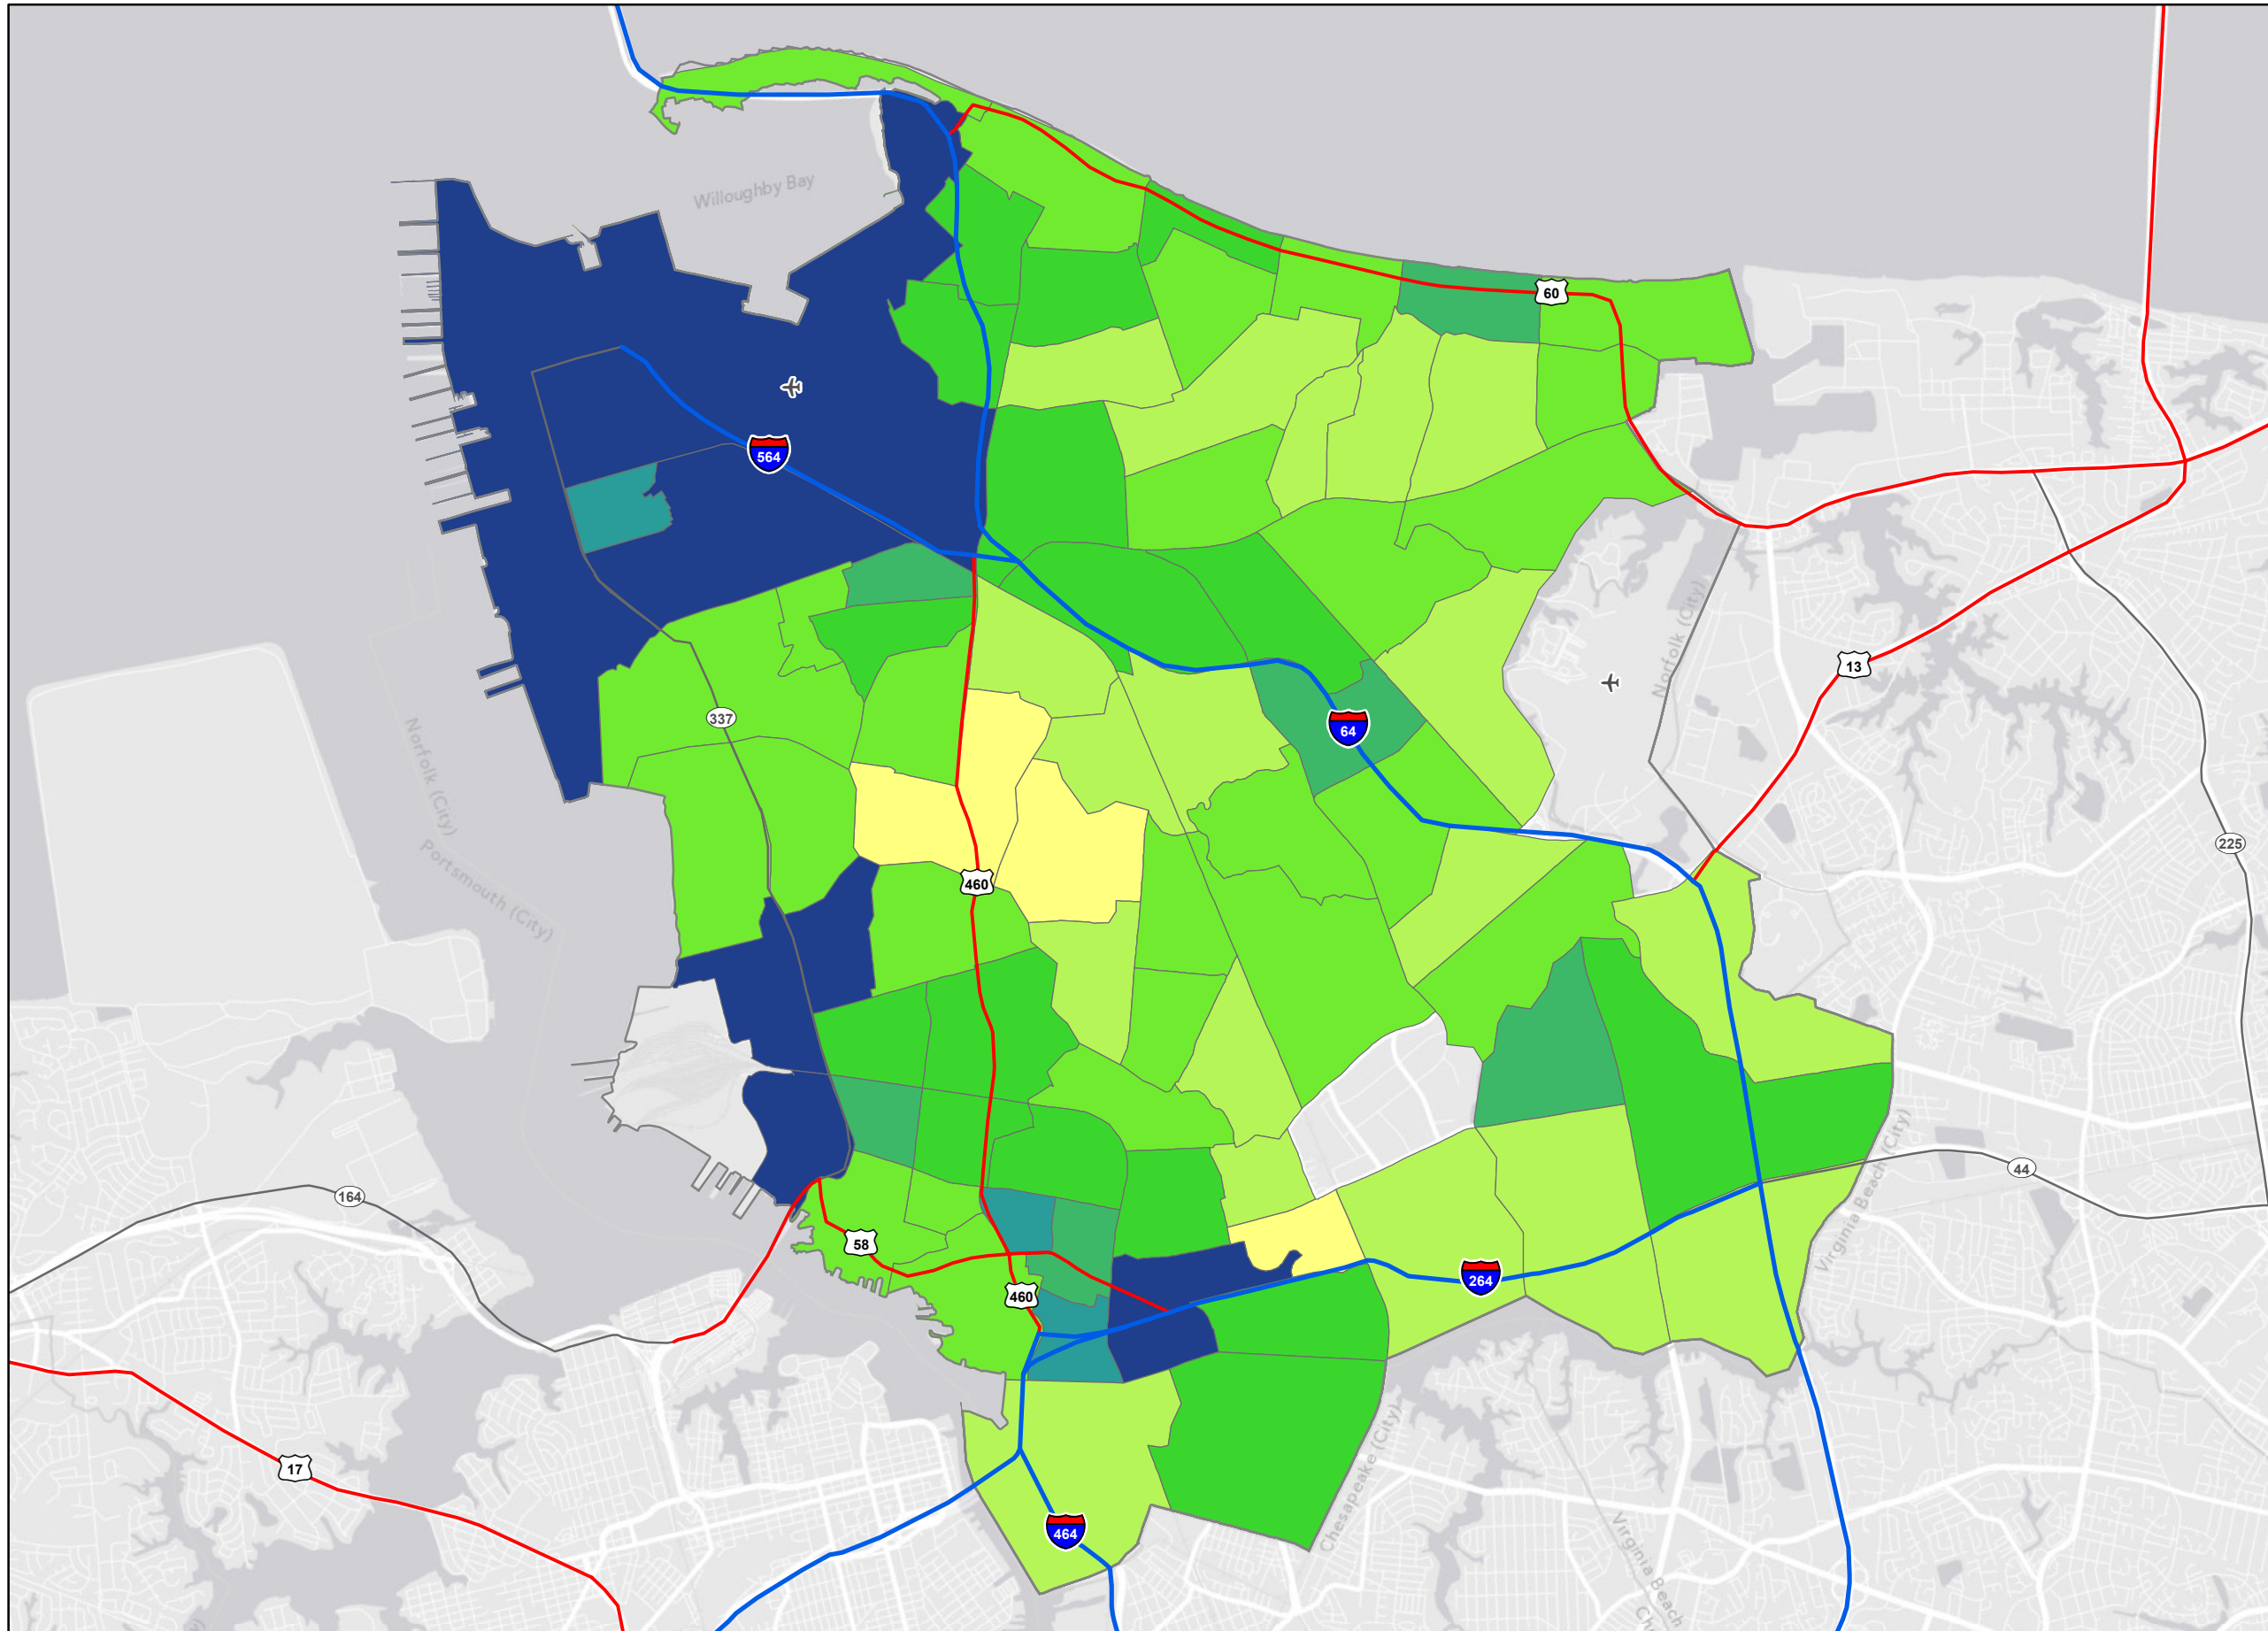 Willoughby Bay
60
564
Norfolk (City)
13
337
64
Norfolk (City)
Portsmouth (City)
225
460
44
164
Virginia Beach (City)
58
264
460
Chesapeake (City)
17
464
Virginia Beach